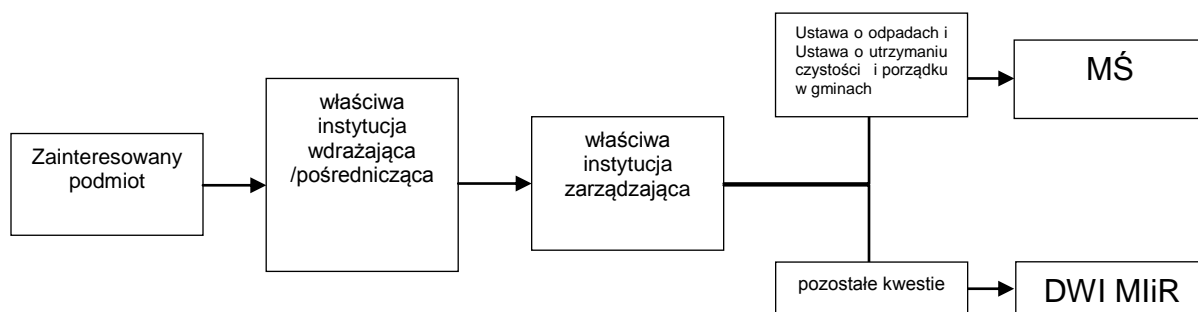 Zainteresowany
podmiot
właściwa
instytucja
wdrażająca
/pośrednicząca
właściwa
instytucja
zarządzająca
Ustawa o odpadach i
Ustawa o utrzymaniu
czystości i porządku
w gminach
MŚ
pozostałe kwestie
DWI MIiR